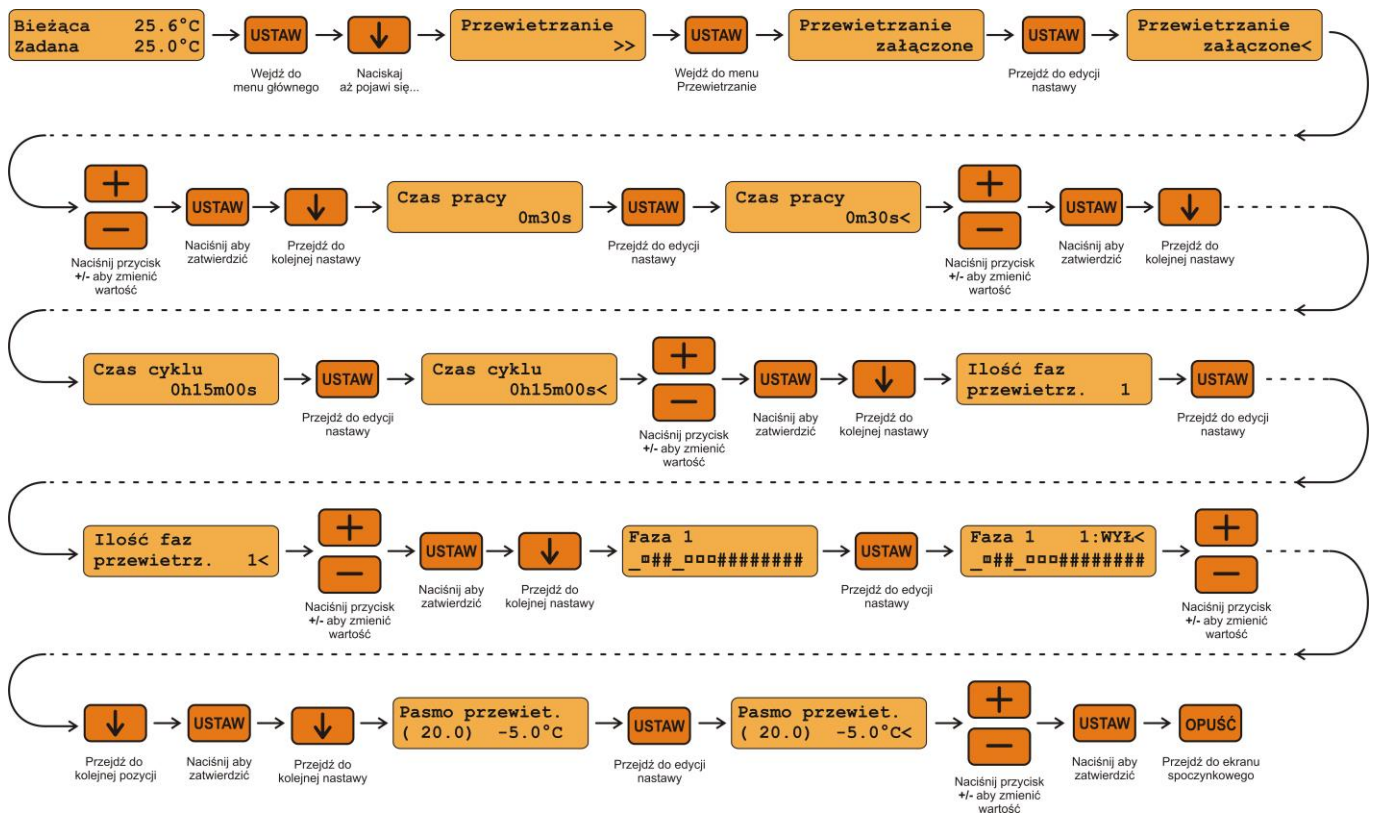 Bieżąca 25.6°C
Zadana 25.0°C
USTAW
Wejdź do
menu głównego
Naciskaj
aż pojawi się...
Przewietrzanie
>>
USTAW
Wejdź do menu
Przewietrzanie
Przewietrzanie
załączone
USTAW
Przejdź do edycji
nastawy
Przewietrzanie
załączone<
Naciśnij przycisk
+/- aby zmienić
wartość
USTAW
Naciśnij aby
zatwierdzić
Przejdź do
kolejnej nastawy
Czas pracy
0m30s
USTAW
Przejdź do edycji
nastawy
Czas pracy
0m30s<
Naciśnij przycisk
+/- aby zmienić
wartość
USTAW
Naciśnij aby
zatwierdzić
Przejdź do
kolejnej nastawy
Czas cyklu
0h15m00s
USTAW
Przejdź do edycji
nastawy
Czas cyklu
0h15m00s<
Naciśnij przycisk
+/- aby zmienić
wartość
USTAW
Naciśnij aby
zatwierdzić
Przejdź do
kolejnej nastawy
Ilość faz
przewietrz. 1
USTAW
Przejdź do edycji
nastawy
Ilość faz
przewietrz. 1<
Naciśnij przycisk
+/- aby zmienić
wartość
USTAW
Naciśnij aby
zatwierdzić
Przejdź do
kolejnej nastawy
Faza 1
_¤##_¤¤¤########
USTAW
Przejdź do edycji
nastawy
Faza 1 1:WYŁ<
_¤##_¤¤¤########
Naciśnij przycisk
+/- aby zmienić
wartość
Przejdź do
kolejnej pozycji
USTAW
Naciśnij aby
zatwierdzić
Przejdź do
kolejnej nastawy
Pasmo przewiet.
( 20.0) -5.0°C
USTAW
Przejdź do edycji
nastawy
Pasmo przewiet.
( 20.0) -5.0°C<
Naciśnij przycisk
+/- aby zmienić
wartość
USTAW
Naciśnij aby
zatwierdzić
OPUŚĆ
Przejdź do ekranu
spoczynkowego